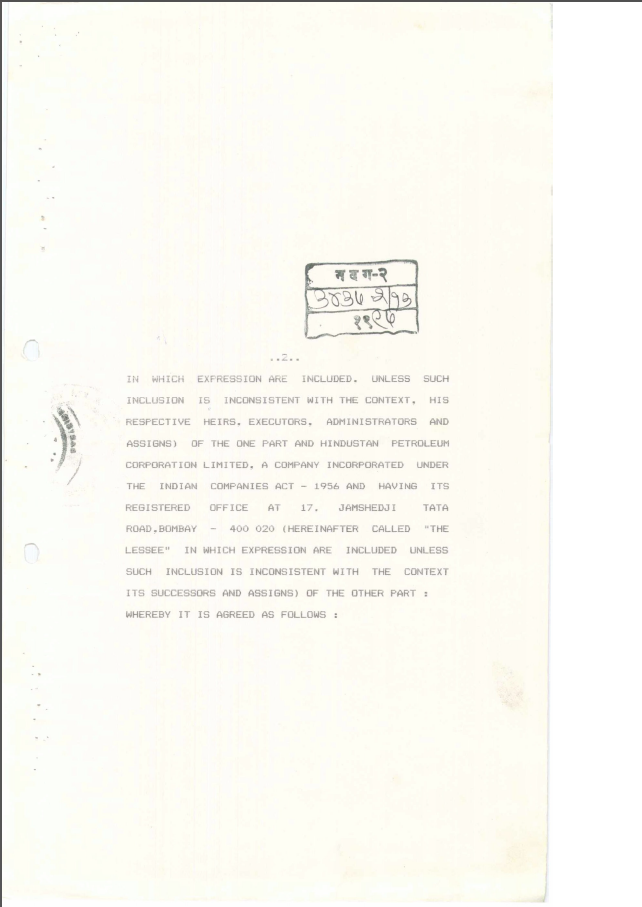 म व ग-२
..2..
IN WHICH EXPRESSION ARE INCLUDED, UNLESS SUCH
INCLUSION IS INCONSISTENT WITH THE CONTEXT, HIS
RESPECTIVE HEIRS, EXECUTORS, ADMINISTRATORS AND
ASSIGNS) OF THE ONE PART AND HINDUSTAN PETROLEUM
CORPORATION LIMITED, A COMPANY INCORPORATED UNDER
THE INDIAN COMPANIES ACT - 1956 AND HAVING ITS
REGISTERED OFFICE AT 17, JAMSHEDJI TATA
ROAD,BOMBAY - 400 020 (HEREINAFTER CALLED "THE
LESSEE" IN WHICH EXPRESSION ARE INCLUDED UNLESS
SUCH INCLUSION IS INCONSISTENT WITH THE CONTEXT
ITS SUCCESSORS AND ASSIGNS) OF THE OTHER PART :
WHEREBY IT IS AGREED AS FOLLOWS :